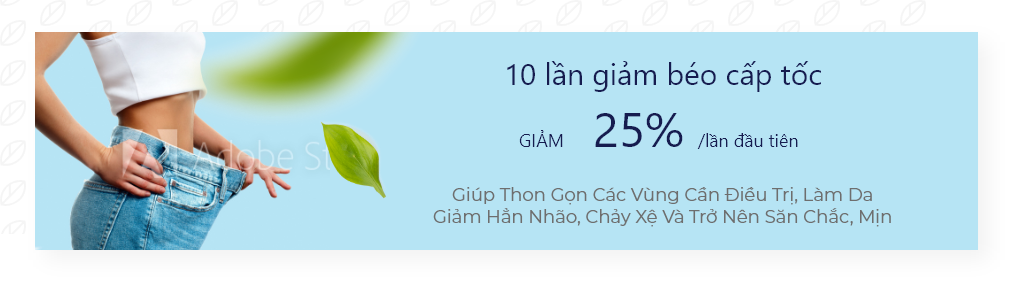 10 lần giảm béo cấp tốc
GIẢM 25% /lần đầu tiên
Giúp Thon Gọn Các Vùng Cần Điều Trị, Làm Da
Giảm Hẳn Nhão, Chảy Xệ Và Trở Nên Săn Chắc, Mịn
Adobe St